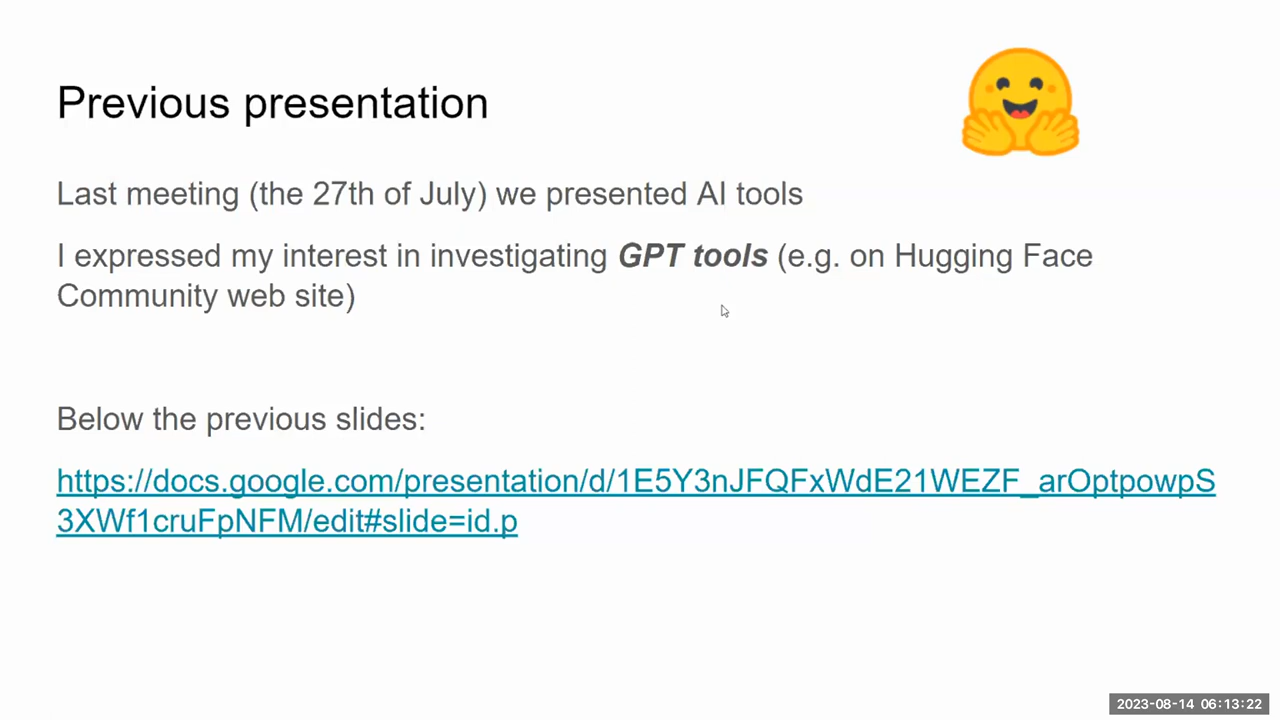 Previous presentation
Last meeting (the 27th of July) we presented AI tools
I expressed my interest in investigating GPT tools (e.g. on Hugging Face
Community web site)
Below the previous slides:
https://docs.google.com/presentation/d/1E5Y3nJFQFxWdE21WEZF_arOptpowpS
3XWf1cruFpNFM/edit#slide=id.p
2023-08-14 06:13:22